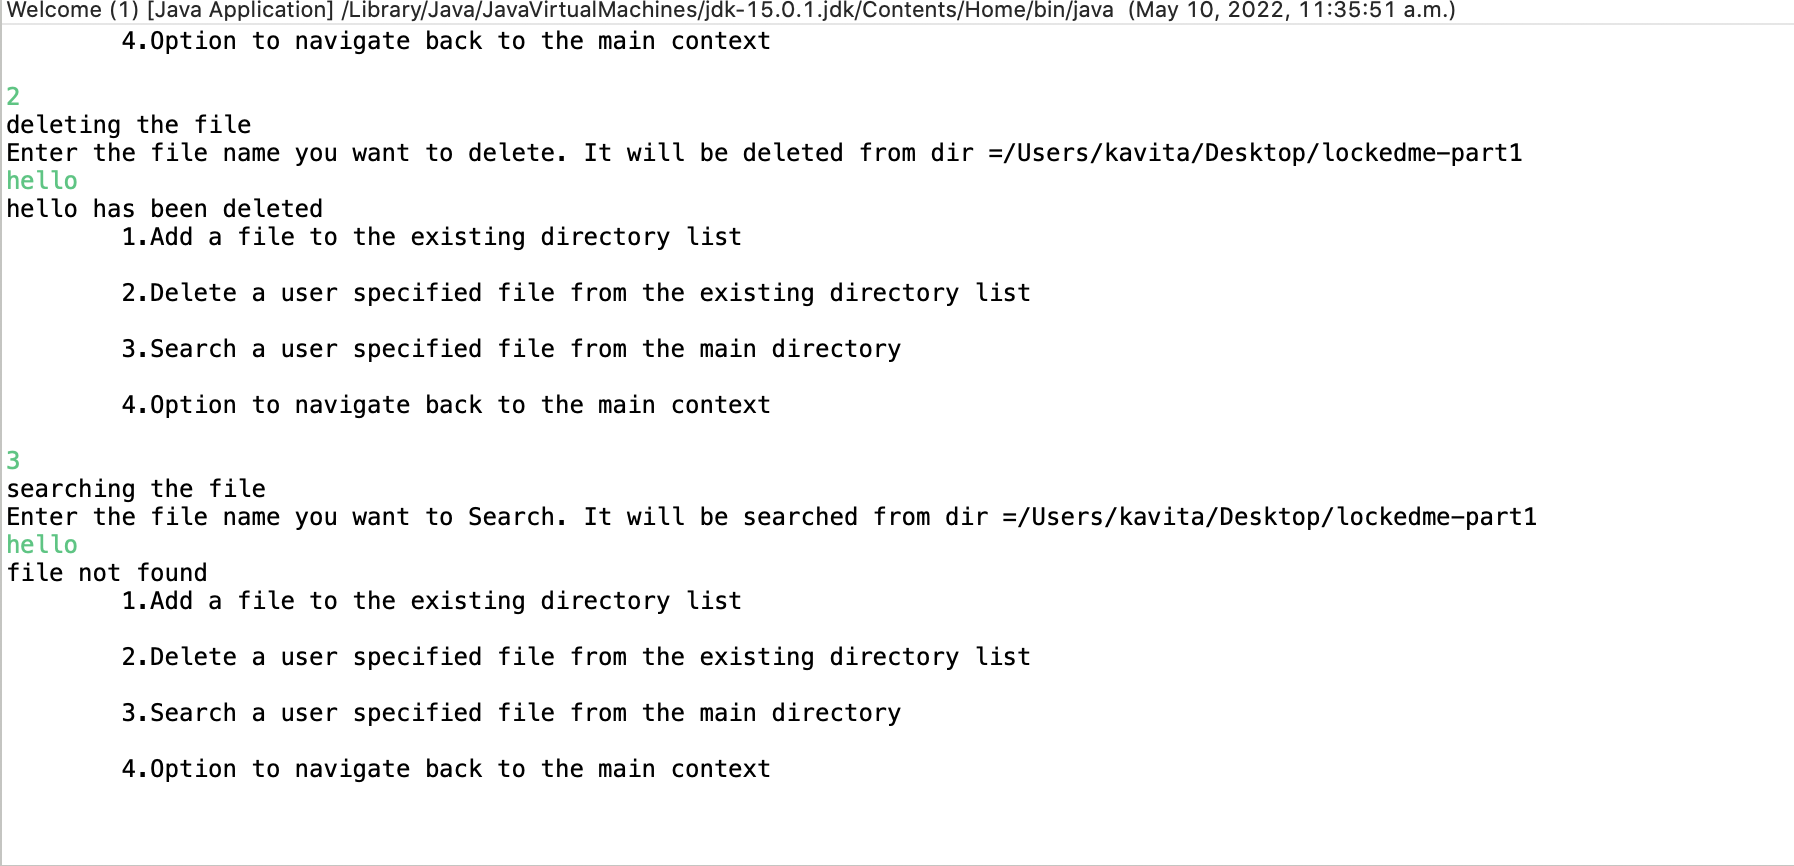 Welcome (1) [Java Application] /Library/Java/JavaVirtualMachines/jdk-15.0.1.jdk/Contents/Home/bin/java (May 10, 2022, 11:35:51 a.m.)
4.Option to navigate back to the main context
2
deleting the file
Enter the file name you want to delete. It will be deleted from dir =/Users/kavita/Desktop/lockedme-part1
hello
hello has been deleted
1.Add a file to the existing directory list
2.Delete a user specified file from the existing directory list
3.Search a user specified file from the main directory
4.Option to navigate back to the main context
3
searching the file
Enter the file name you want to Search. It will be searched from dir =/Users/kavita/Desktop/lockedme-part1
hello
file not found
1.Add a file to the existing directory list
2.Delete a user specified file from the existing directory list
3.Search a user specified file from the main directory
4.Option to navigate back to the main context